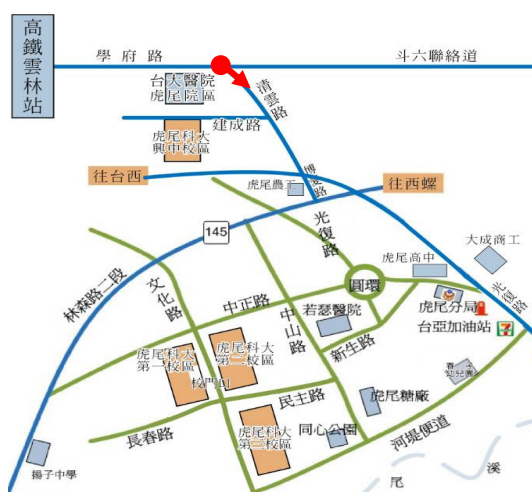 高鐵雲林站
學府路
斗六聯絡道
台大醫院
虎尾院區
清雲路
建成路
虎尾科大
興中校區
博愛路
往台西
虎尾農工
往西螺
145
光復路
大成商工
虎尾高中
林森路二段
文化路
圓環
光復路
中正路
中山路
若瑟醫院
虎尾分局
台亞加油站
7
新生路
虎尾科大
第一校區
虎尾科大
第二校區
校門口
幼兒園
民主路
虎尾糖廠
長春路
虎尾科大
第三校區
同心公園
河堤便道
揚子中學
尾
溪